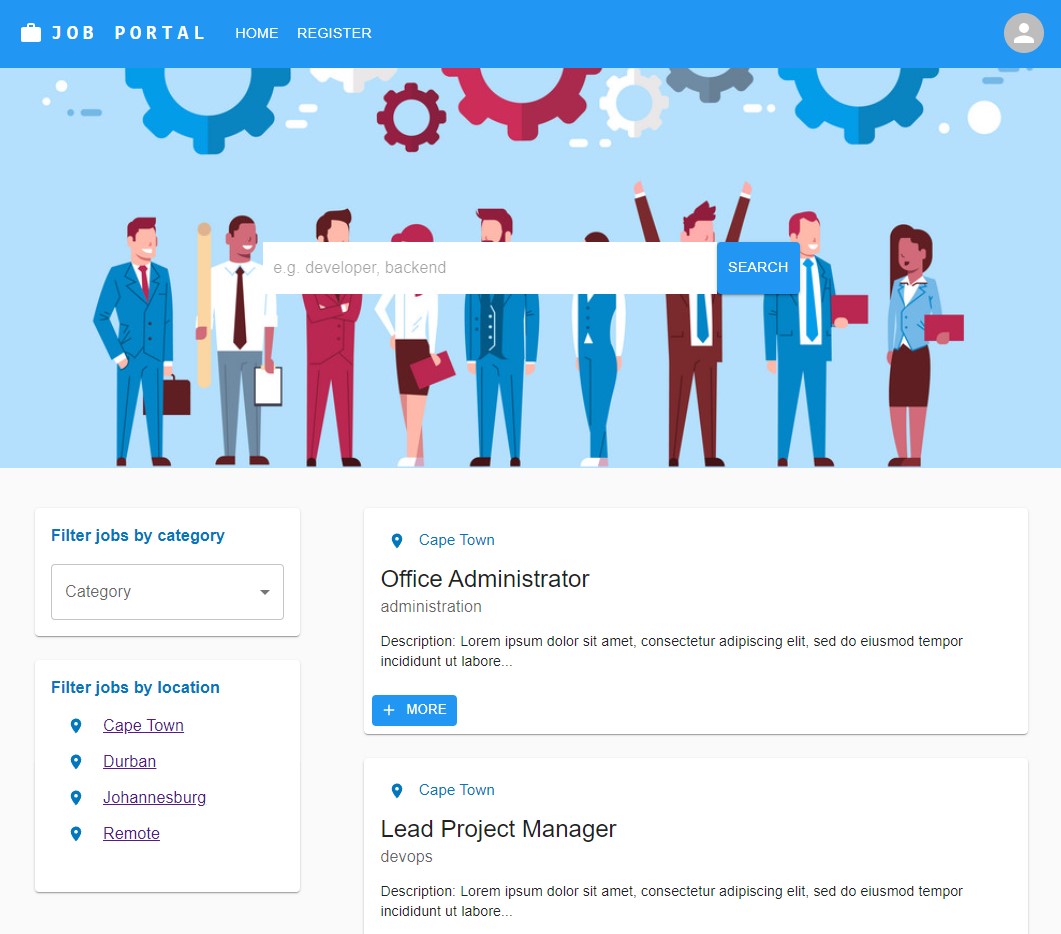 JOB PORTAL HOME REGISTER
e.g. developer, backend SEARCH
Filter jobs by category
Category
Filter jobs by location
Cape Town
Durban
Johannesburg
Remote
Cape Town
Office Administrator
administration
Description: Lorem ipsum dolor sit amet, consectetur adipiscing elit, sed do eiusmod tempor
incididunt ut labore...
+ MORE
Cape Town
Lead Project Manager
devops
Description: Lorem ipsum dolor sit amet, consectetur adipiscing elit, sed do eiusmod tempor
incididunt ut labore...